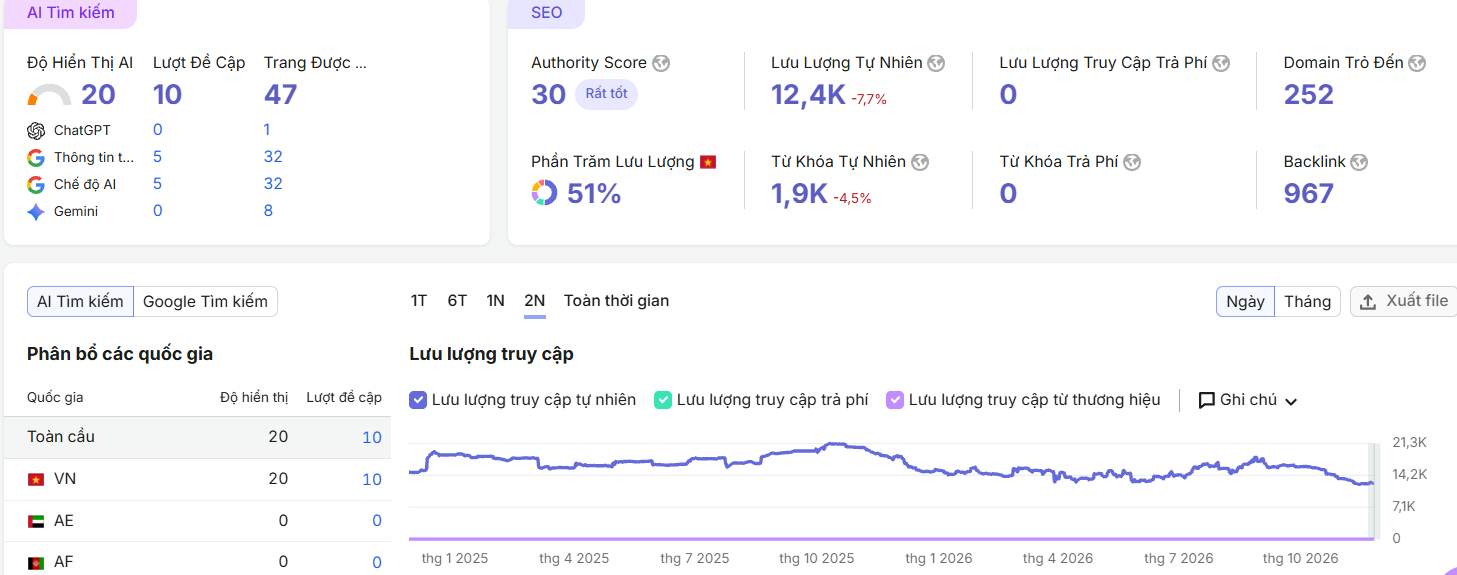 AI Tìm kiếm
Độ Hiển Thị AI Lượt Đề Cập Trang Được ...
20 10 47
ChatGPT 0 1
Thông tin t... 5 32
Chế độ AI 5 32
Gemini 0 8
SEO
Authority Score Lưu Lượng Tự Nhiên Lưu Lượng Truy Cập Trả Phí Domain Trỏ Đến
30 Rất tốt 12,4K -7,7% 0 252
Phần Trăm Lưu Lượng Từ Khóa Tự Nhiên Từ Khóa Trả Phí Backlink
51% 1,9K -4,5% 0 967
AI Tìm kiếm Google Tìm kiếm 1T 6T 1N 2N Toàn thời gian Ngày Tháng Xuất file
Phân bổ các quốc gia
Quốc gia Độ hiển thị Lượt đề cập
Toàn cầu 20 10
VN 20 10
AE 0 0
AF 0 0
Lưu lượng truy cập
Lưu lượng truy cập tự nhiên Lưu lượng truy cập trả phí Lưu lượng truy cập từ thương hiệu Ghi chú
21,3K
14,2K
7,1K
0
thg 1 2025 thg 4 2025 thg 7 2025 thg 10 2025 thg 1 2026 thg 4 2026 thg 7 2026 thg 10 2026